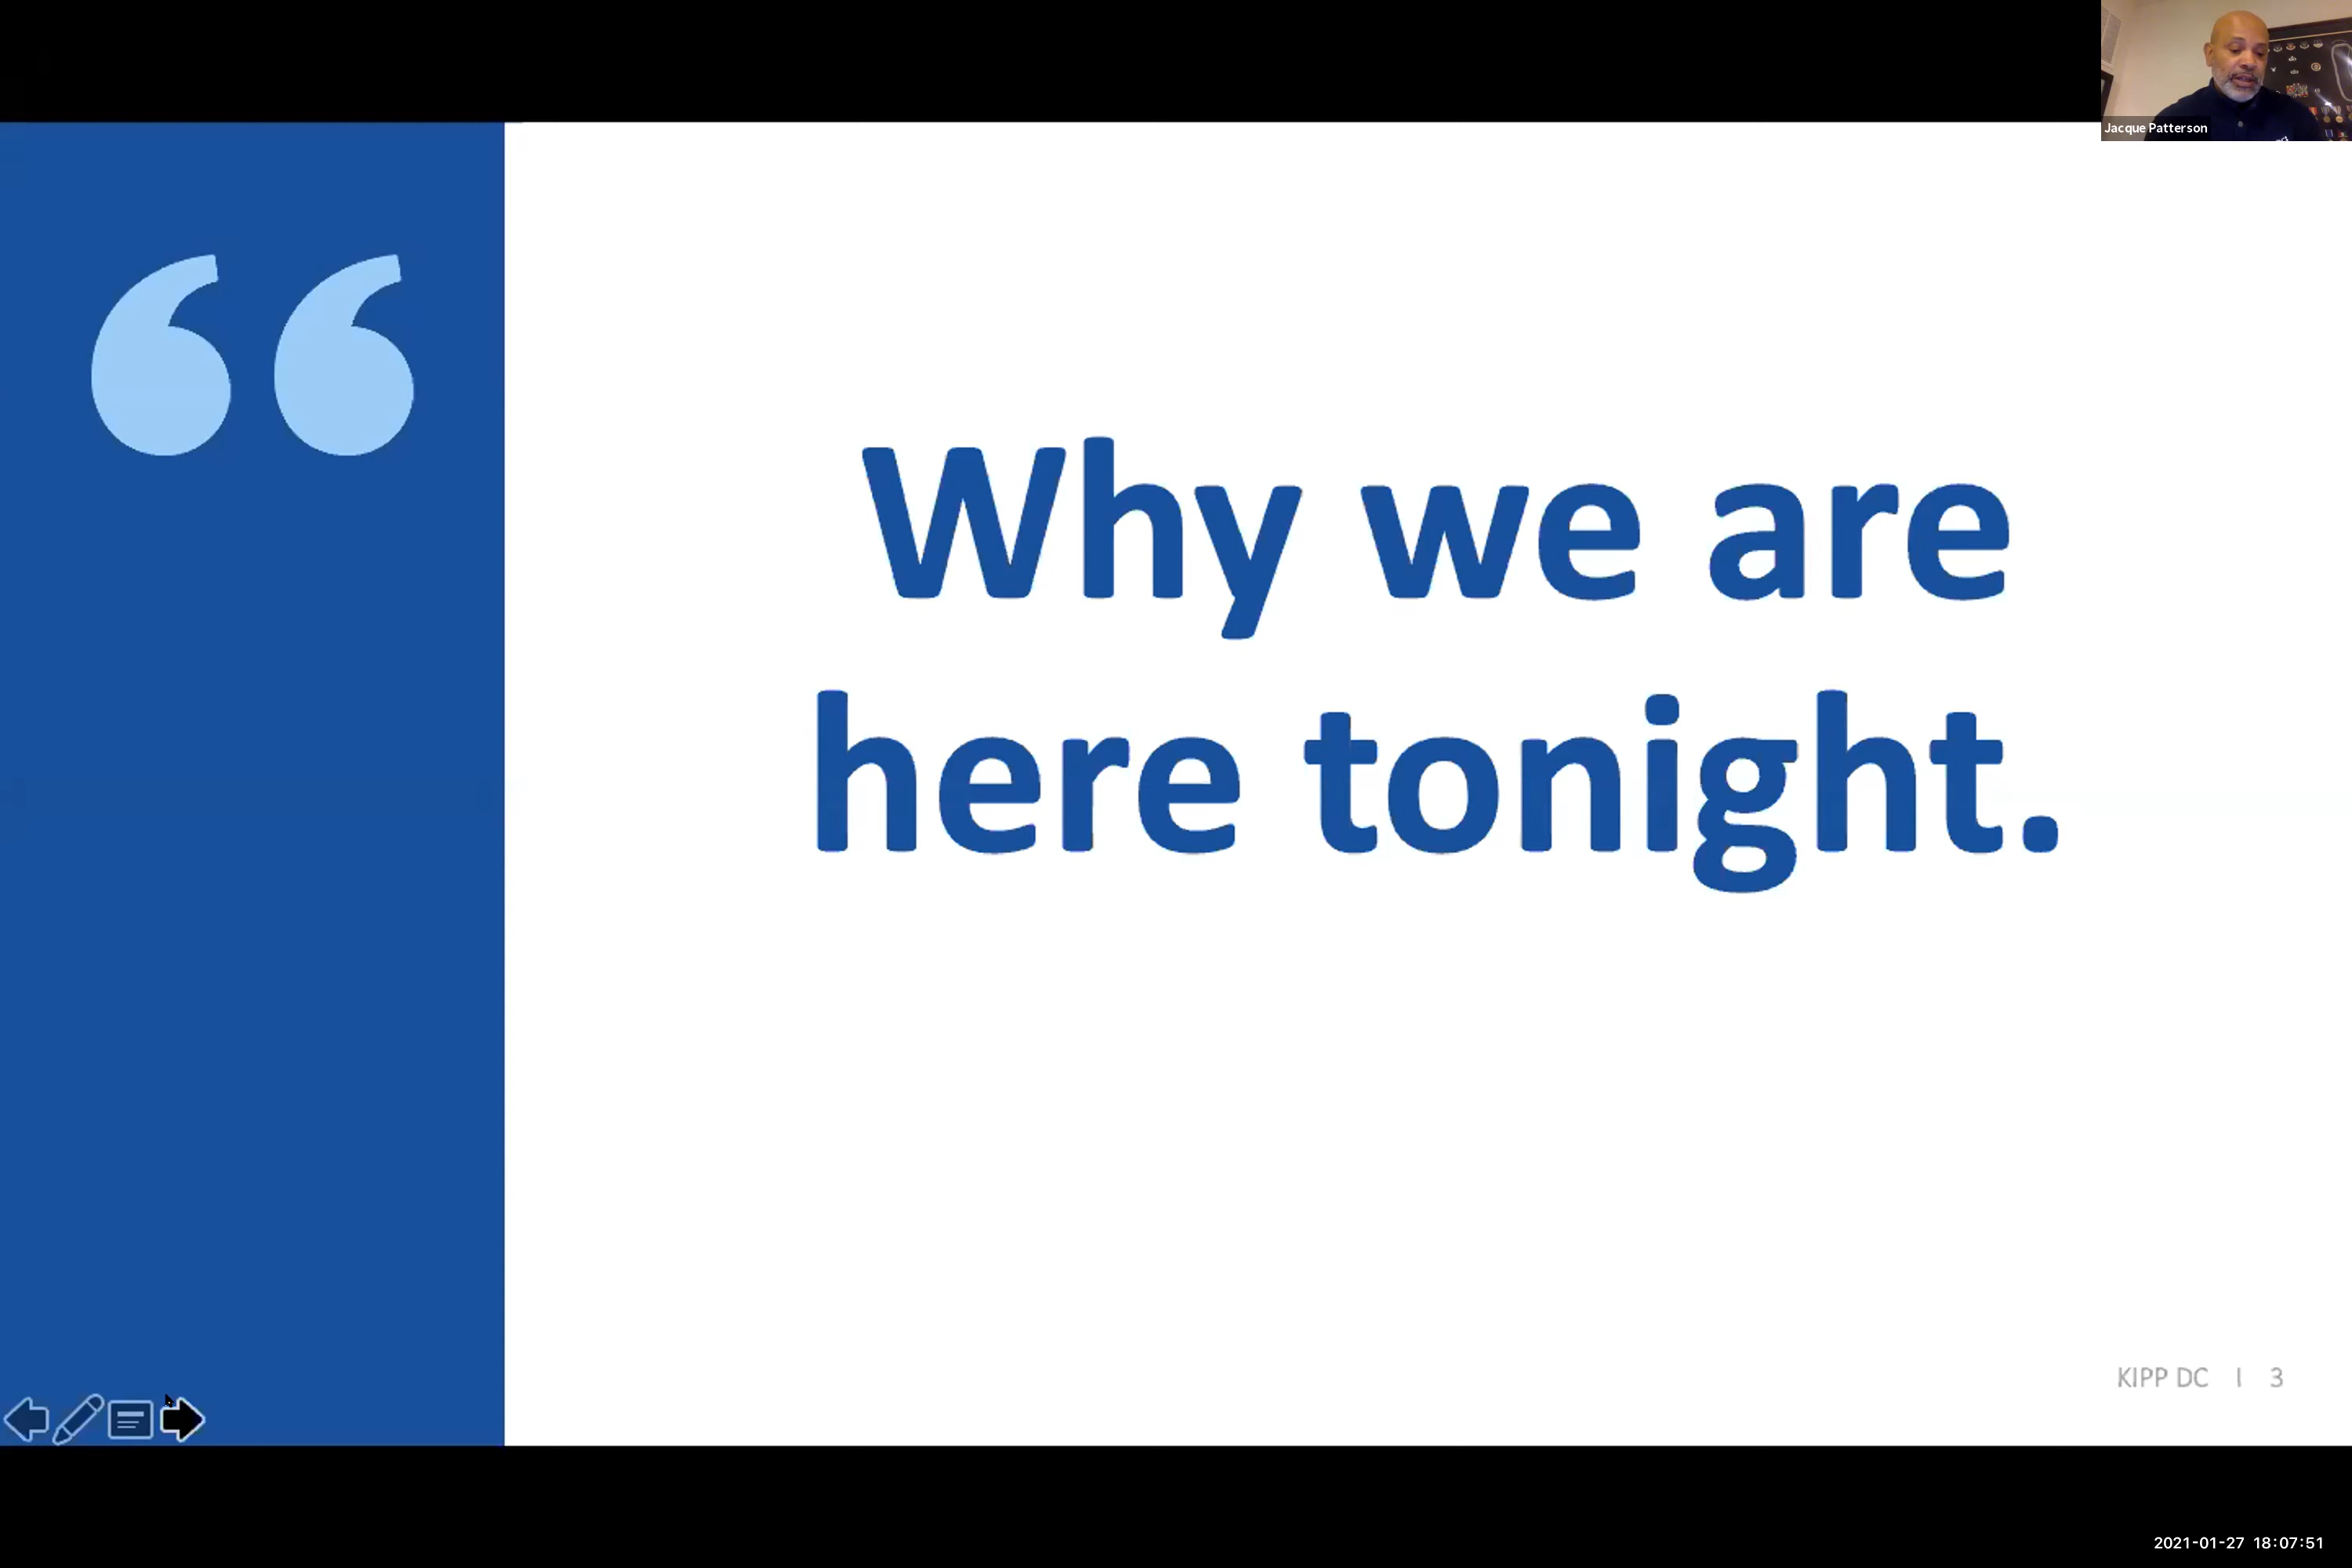 Jacque Patterson
Why we are
here tonight.
KIPP DC | 3
2021-01-27 18:07:51